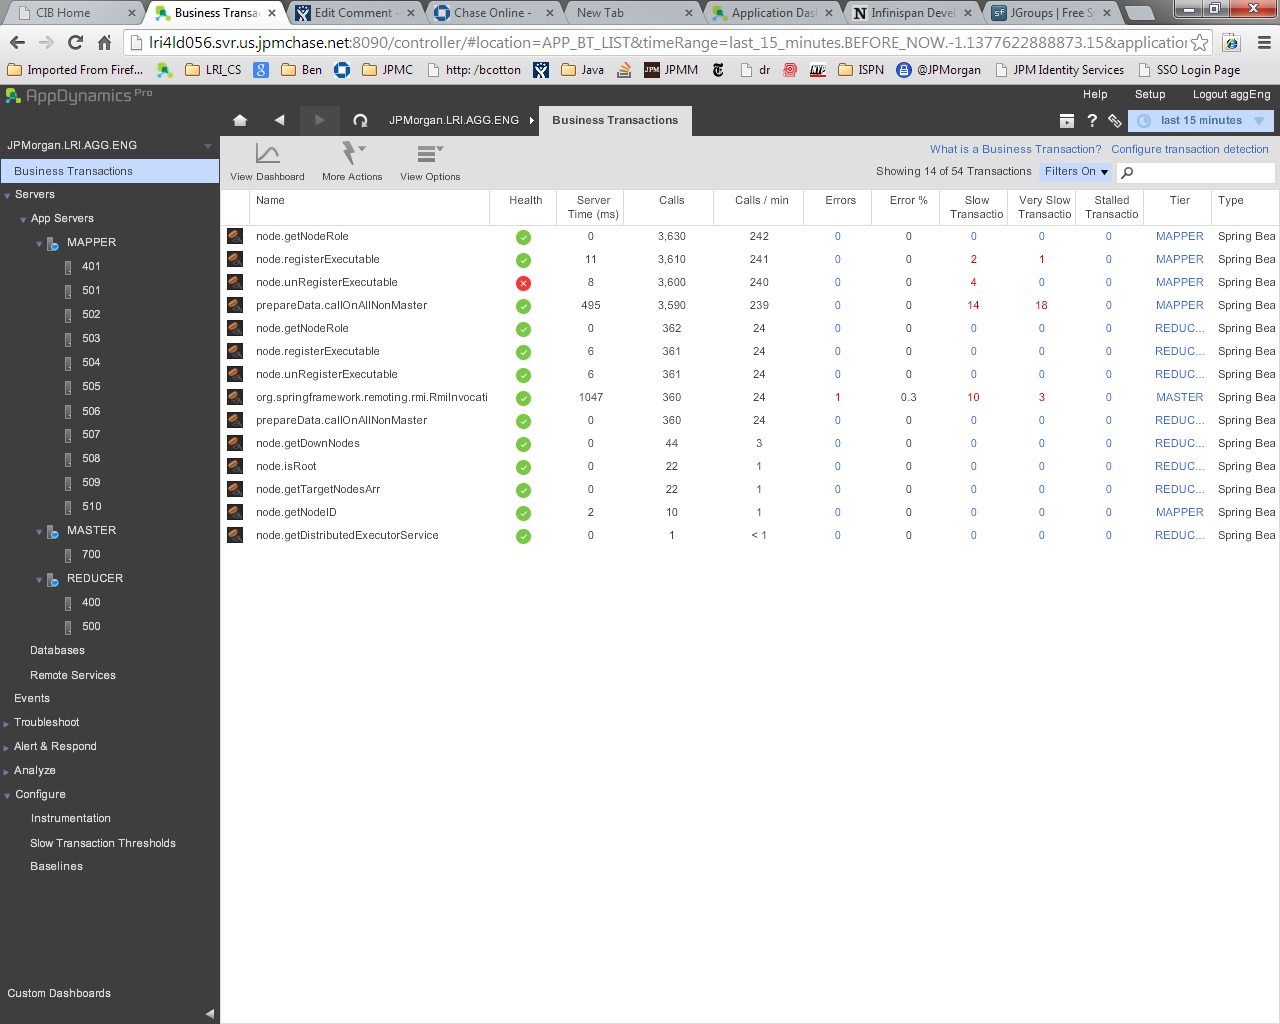 CIB Home
Business Transa
Edit Comment -
Chase Online -
New Tab
Application Das
Infinispan Devel
JGroups | Free S
lri4ld056.svr.us.jpmchase.net:8090/controller/#location=APP_BT_LIST&timeRange=last_15_minutes.BEFORE_NOW.-1.1377622888873.15&application
Imported From Firef... LRI_CS Ben JPMC http: /bcotton Java JPM JPMM dr NYP ISPN @JPMorgan JPM Identity Services SSO Login Page
AppDynamics Pro
Help Setup Logout aggEng
JPMorgan.LRI.AGG.ENG Business Transactions last 15 minutes
JPMorgan.LRI.AGG.ENG
Business Transactions
Servers
App Servers
MAPPER
401
501
502
503
504
505
506
507
508
509
510
MASTER
700
REDUCER
400
500
Databases
Remote Services
Events
Troubleshoot
Alert & Respond
Analyze
Configure
Instrumentation
Slow Transaction Thresholds
Baselines
Custom Dashboards
View Dashboard More Actions View Options
What is a Business Transaction? Configure transaction detection
Showing 14 of 54 Transactions Filters On
Name Health Server Time (ms) Calls Calls / min Errors Error % Slow Transactio Very Slow Transactio Stalled Transactio Tier Type
node.getNodeRole 0 3,630 242 0 0 0 0 0 MAPPER Spring Bea
node.registerExecutable 11 3,610 241 0 0 2 1 0 MAPPER Spring Bea
node.unRegisterExecutable 8 3,600 240 0 0 4 0 0 MAPPER Spring Bea
prepareData.callOnAllNonMaster 495 3,590 239 0 0 14 18 0 MAPPER Spring Bea
node.getNodeRole 0 362 24 0 0 0 0 0 REDUC... Spring Bea
node.registerExecutable 6 361 24 0 0 0 0 0 REDUC... Spring Bea
node.unRegisterExecutable 6 361 24 0 0 0 0 0 REDUC... Spring Bea
org.springframework.remoting.rmi.RmiInvocati 1047 360 24 1 0.3 10 3 0 MASTER Spring Bea
prepareData.callOnAllNonMaster 0 360 24 0 0 0 0 0 REDUC... Spring Bea
node.getDownNodes 0 44 3 0 0 0 0 0 REDUC... Spring Bea
node.isRoot 0 22 1 0 0 0 0 0 REDUC... Spring Bea
node.getTargetNodesArr 0 22 1 0 0 0 0 0 REDUC... Spring Bea
node.getNodeID 2 10 1 0 0 0 0 0 MAPPER Spring Bea
node.getDistributedExecutorService 0 1 < 1 0 0 0 0 0 REDUC... Spring Bea